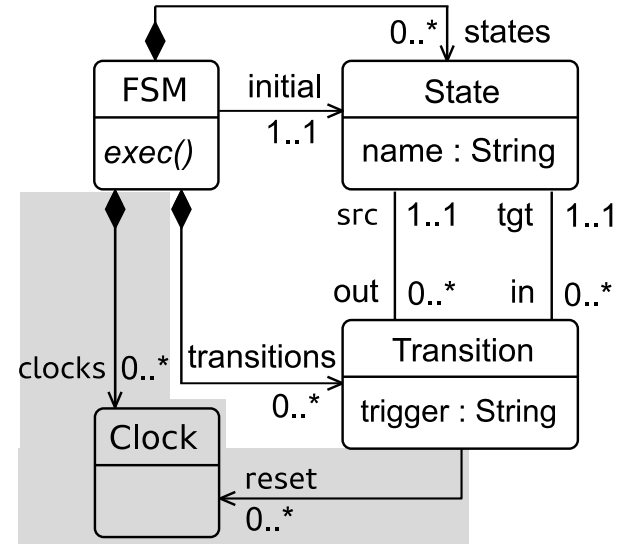 0..* states
FSM initial State
1..1
exec() name : String
src 1..1 tgt 1..1
out 0..* in 0..*
clocks 0..* transitions Transition
0..* trigger : String
Clock
reset
0..*